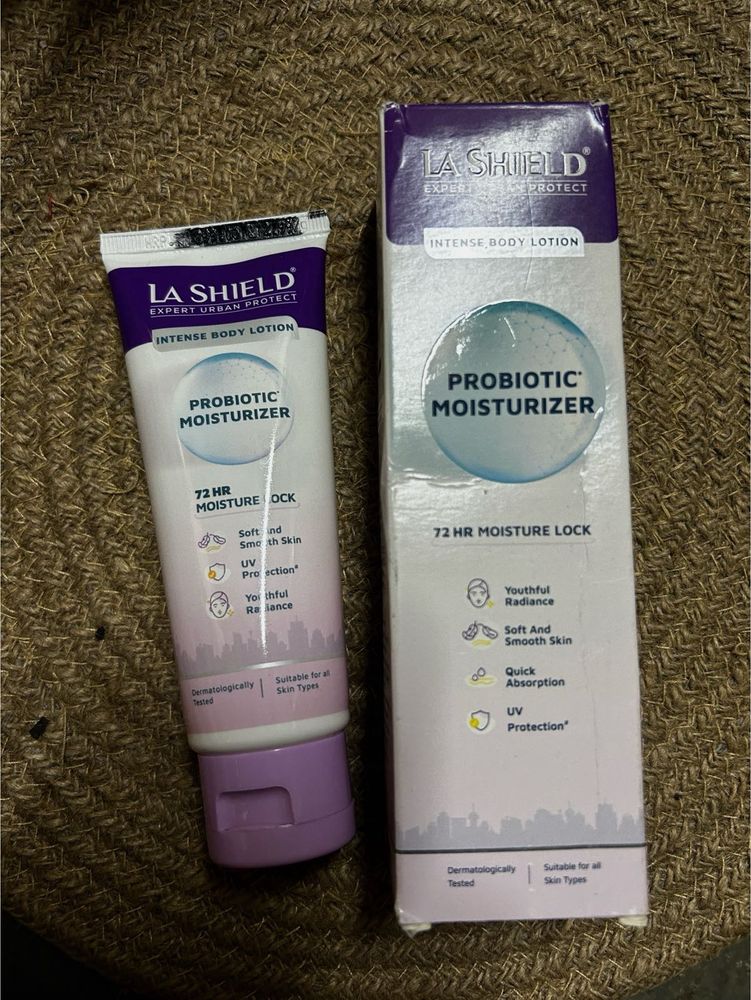 LA SHIELD®
EXPERT URBAN PROTECT
INTENSE BODY LOTION
PROBIOTIC*
MOISTURIZER
72 HR
MOISTURE LOCK
Soft And
Smooth Skin
UV
Protection#
Youthful
Radiance
Dermatologically
Tested
Suitable for all
Skin Types
LA SHIELD®
EXPERT URBAN PROTECT
INTENSE BODY LOTION
PROBIOTIC*
MOISTURIZER
72 HR MOISTURE LOCK
Youthful
Radiance
Soft And
Smooth Skin
Quick
Absorption
UV
Protection#
Dermatologically
Tested
Suitable for all
Skin Types